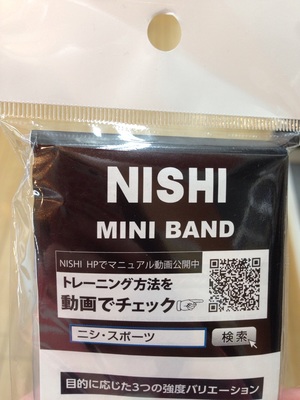 NISHI
MINI BAND
NISHI HPでマニュアル動画公開中
トレーニング方法を
動画でチェック
ニシ・スポーツ
検索
目的に応じた3つの強度バリエーション